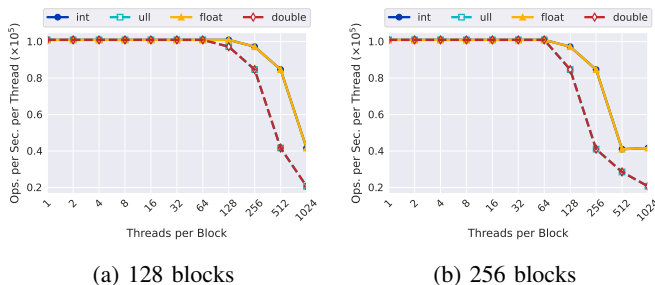 int ull float double
int ull float double
Ops. per Sec. per Thread (×10⁵)
1.0
0.8
0.6
0.4
0.2
1 2 4 8 16 32 64 128 256 512 1024
Threads per Block
Ops. per Sec. per Thread (×10⁵)
1.0
0.8
0.6
0.4
0.2
1 2 4 8 16 32 64 128 256 512 1024
Threads per Block
(a) 128 blocks
(b) 256 blocks